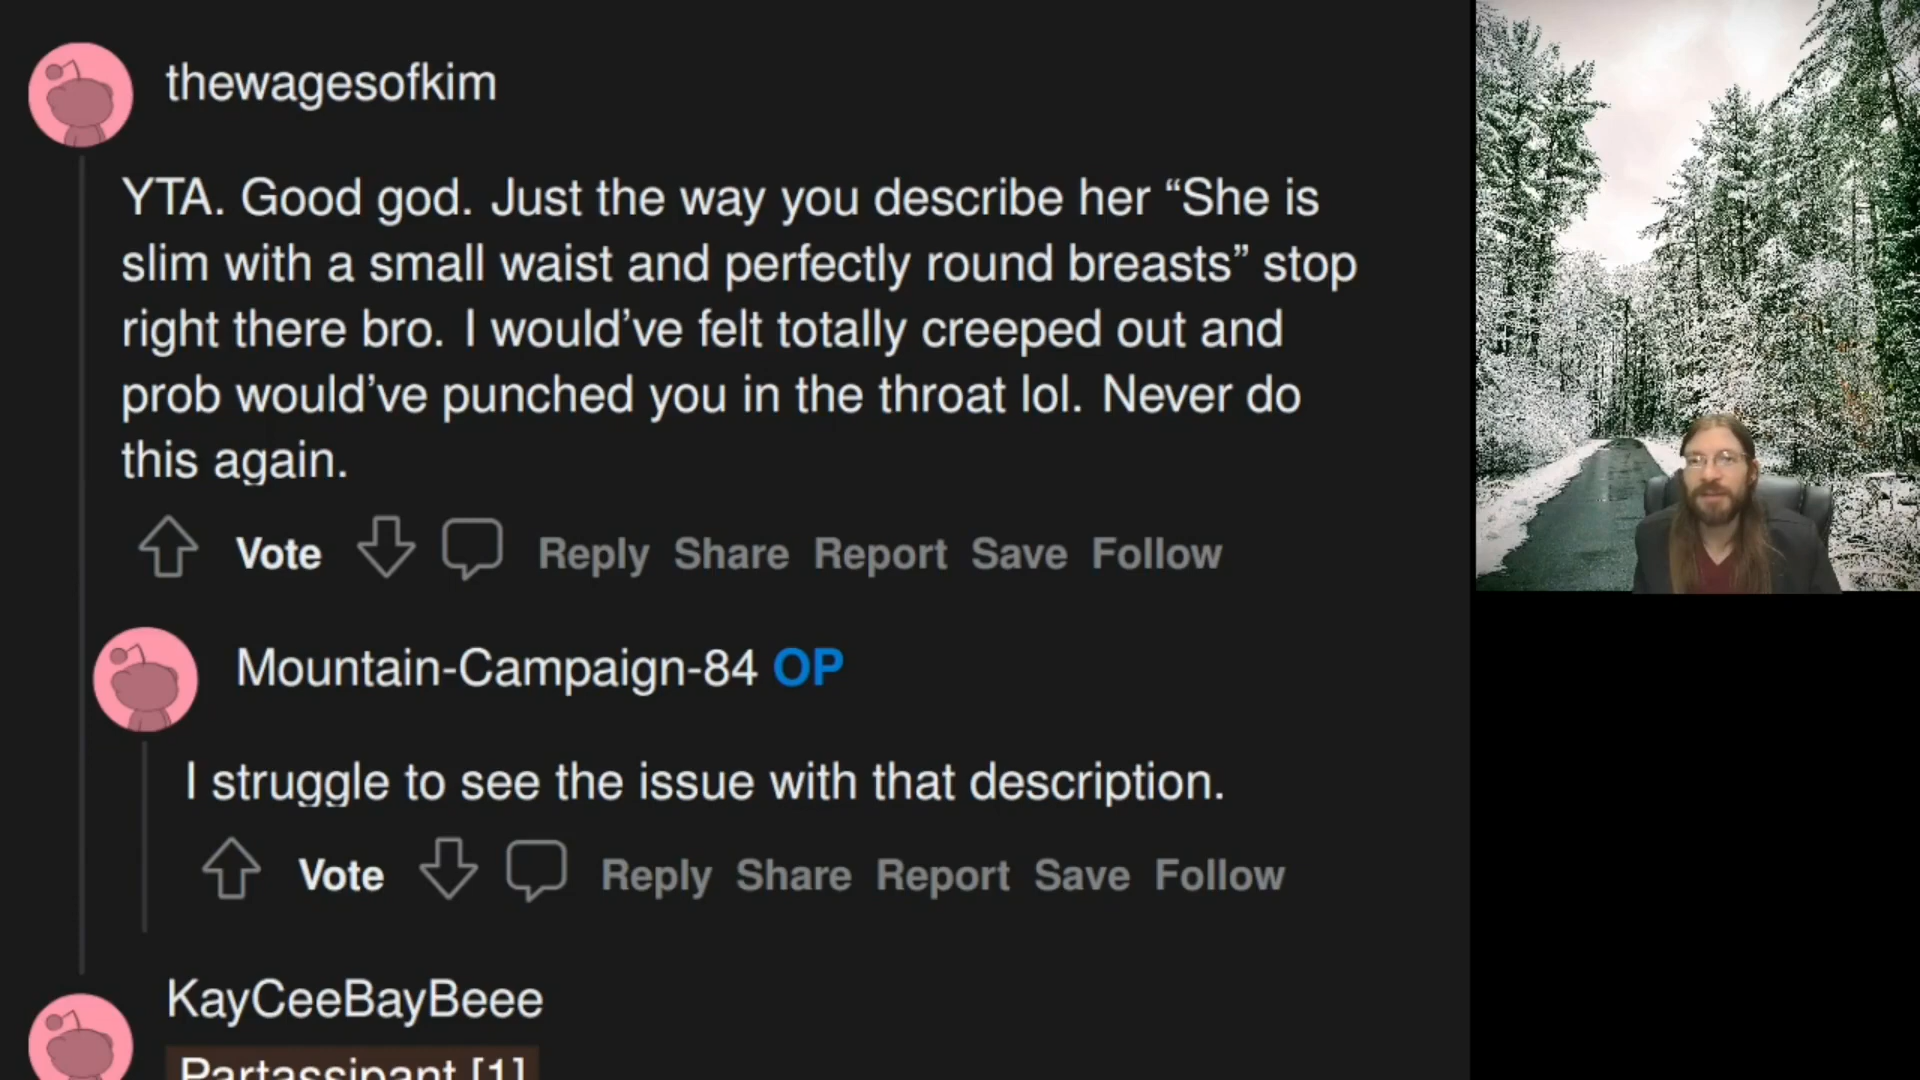 thewagesofkim
YTA. Good god. Just the way you describe her “She is
slim with a small waist and perfectly round breasts” stop
right there bro. I would’ve felt totally creeped out and
prob would’ve punched you in the throat lol. Never do
this again.
Vote Reply Share Report Save Follow
Mountain-Campaign-84 OP
I struggle to see the issue with that description.
Vote Reply Share Report Save Follow
KayCeeBayBeee
Partassipant [1]